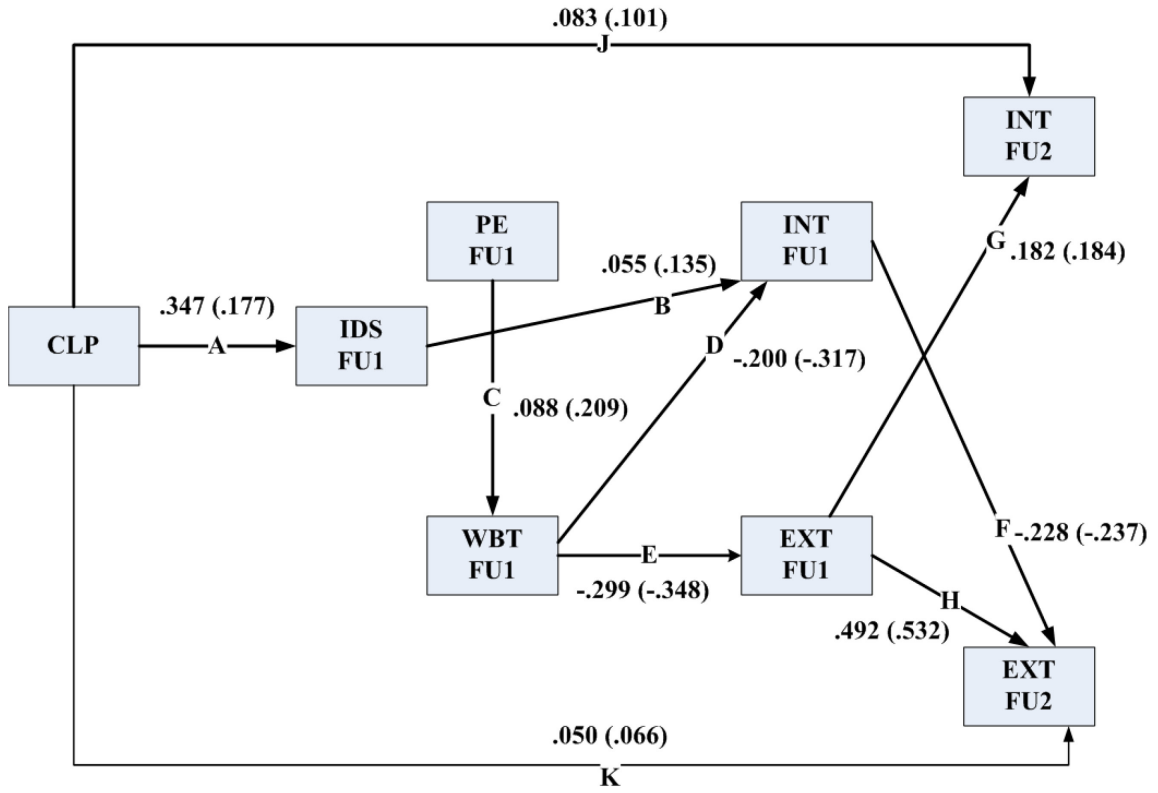 .083 (.101)
J
INT
FU2
PE
FU1
INT
FU1
G
.182 (.184)
.055 (.135)
B
.347 (.177)
CLP
A
IDS
FU1
D
-.200 (-.317)
C
.088 (.209)
WBT
FU1
E
-.299 (-.348)
EXT
FU1
F
-.228 (-.237)
H
.492 (.532)
EXT
FU2
.050 (.066)
K